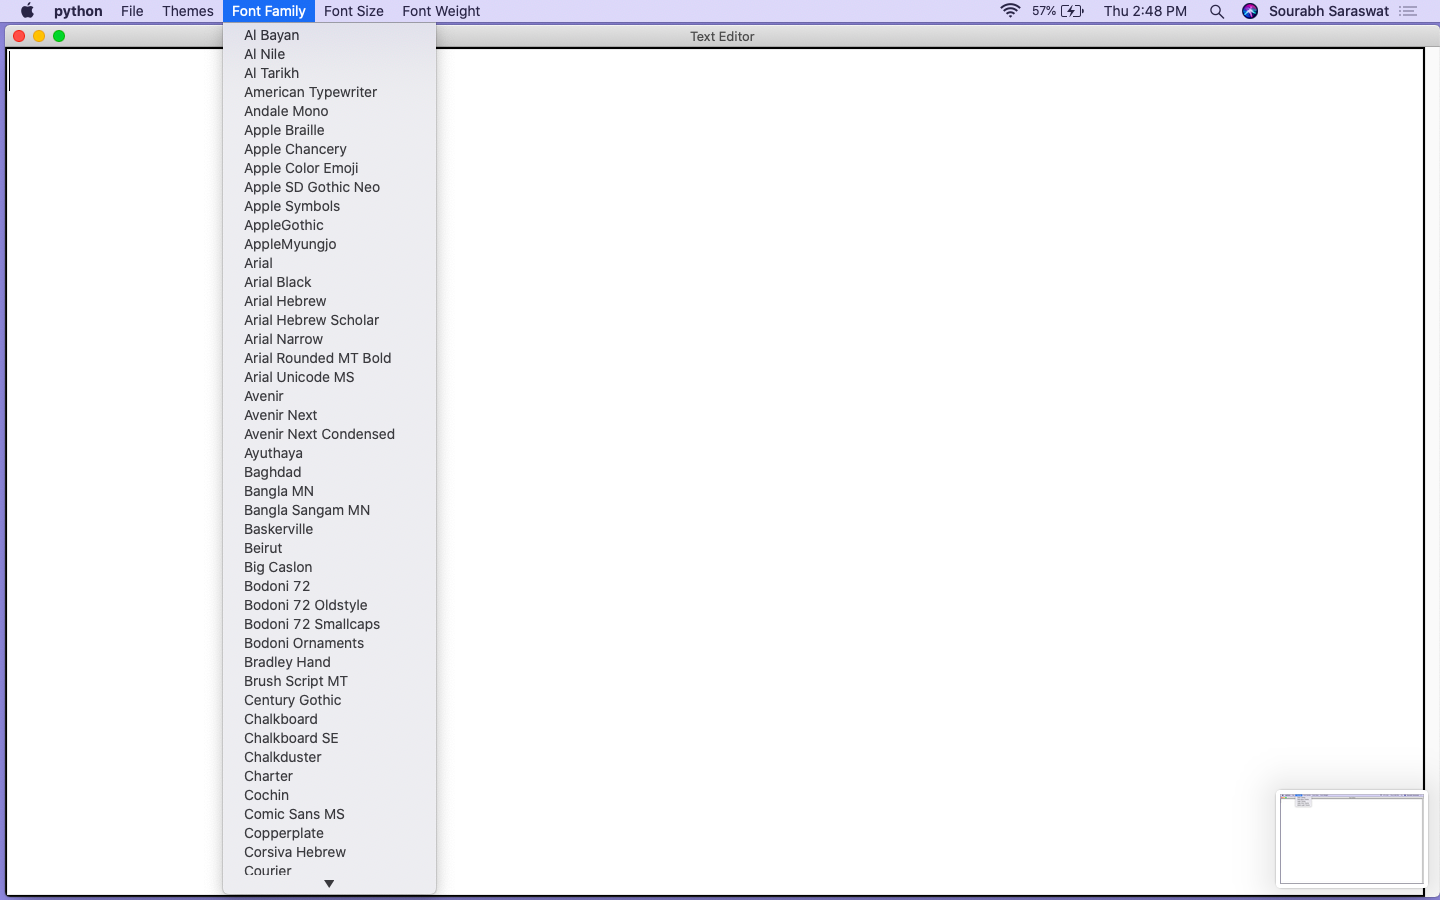 python File Themes Font Family Font Size Font Weight 57% Thu 2:48 PM Sourabh Saraswat
Text Editor
Al Bayan
Al Nile
Al Tarikh
American Typewriter
Andale Mono
Apple Braille
Apple Chancery
Apple Color Emoji
Apple SD Gothic Neo
Apple Symbols
AppleGothic
AppleMyungjo
Arial
Arial Black
Arial Hebrew
Arial Hebrew Scholar
Arial Narrow
Arial Rounded MT Bold
Arial Unicode MS
Avenir
Avenir Next
Avenir Next Condensed
Ayuthaya
Baghdad
Bangla MN
Bangla Sangam MN
Baskerville
Beirut
Big Caslon
Bodoni 72
Bodoni 72 Oldstyle
Bodoni 72 Smallcaps
Bodoni Ornaments
Bradley Hand
Brush Script MT
Century Gothic
Chalkboard
Chalkboard SE
Chalkduster
Charter
Cochin
Comic Sans MS
Copperplate
Corsiva Hebrew
Courier